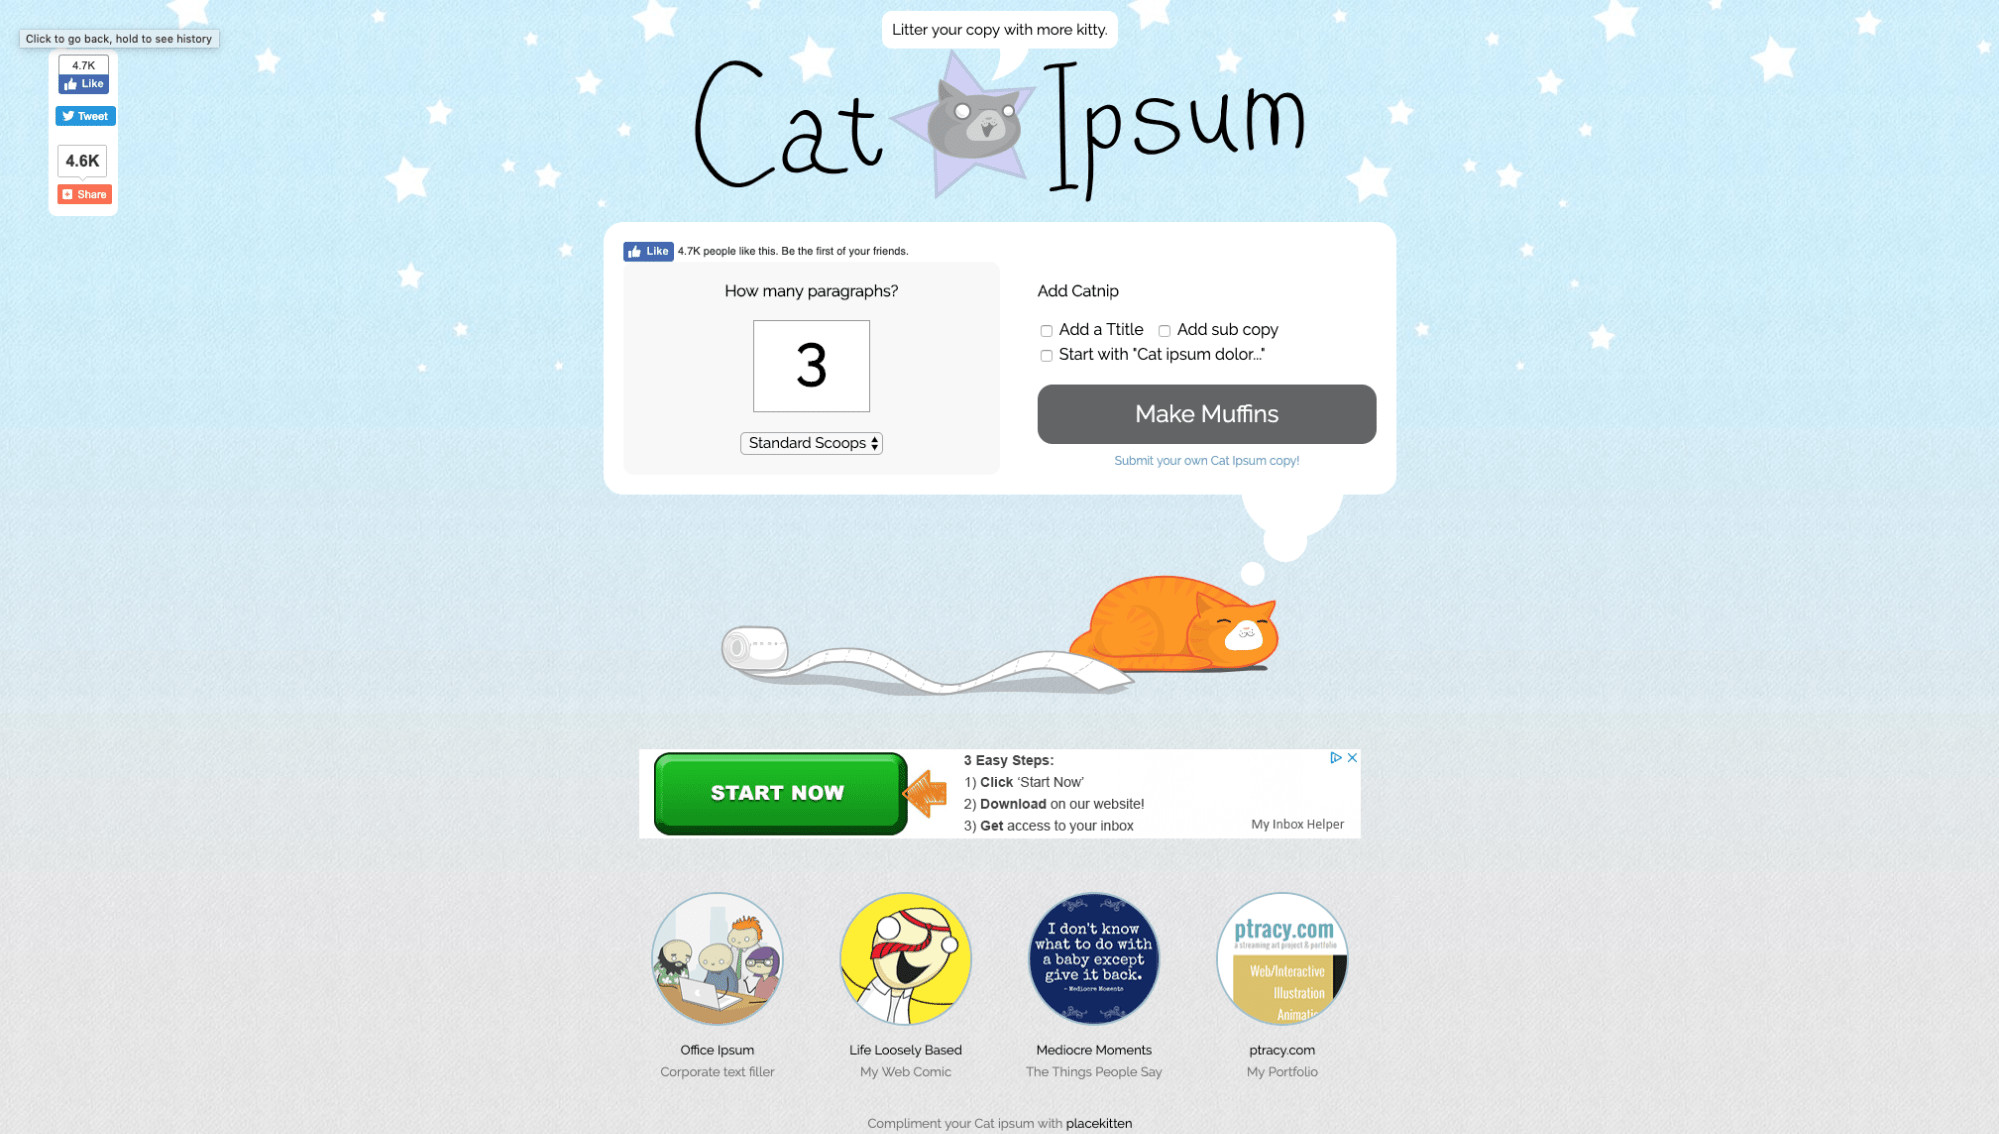 Click to go back, hold to see history
4.7K
Like
Tweet
4.6K
Share
Litter your copy with more kitty.
Cat Ipsum
Like 4.7K people like this. Be the first of your friends.
How many paragraphs?
3
Standard Scoops
Add Catnip
Add a Ttitle Add sub copy
Start with "Cat ipsum dolor..."
Make Muffins
Submit your own Cat Ipsum copy!
START NOW
3 Easy Steps:
1) Click ‘Start Now’
2) Download on our website!
3) Get access to your inbox
My Inbox Helper
I don't know
what to do with
a baby except
give it back.
- Mediocre Moments
ptracy.com
a streaming art project & portfolio
Web/Interactive
Illustration
Office Ipsum
Corporate text filler
Life Loosely Based
My Web Comic
Mediocre Moments
The Things People Say
ptracy.com
My Portfolio
Compliment your Cat ipsum with placekitten